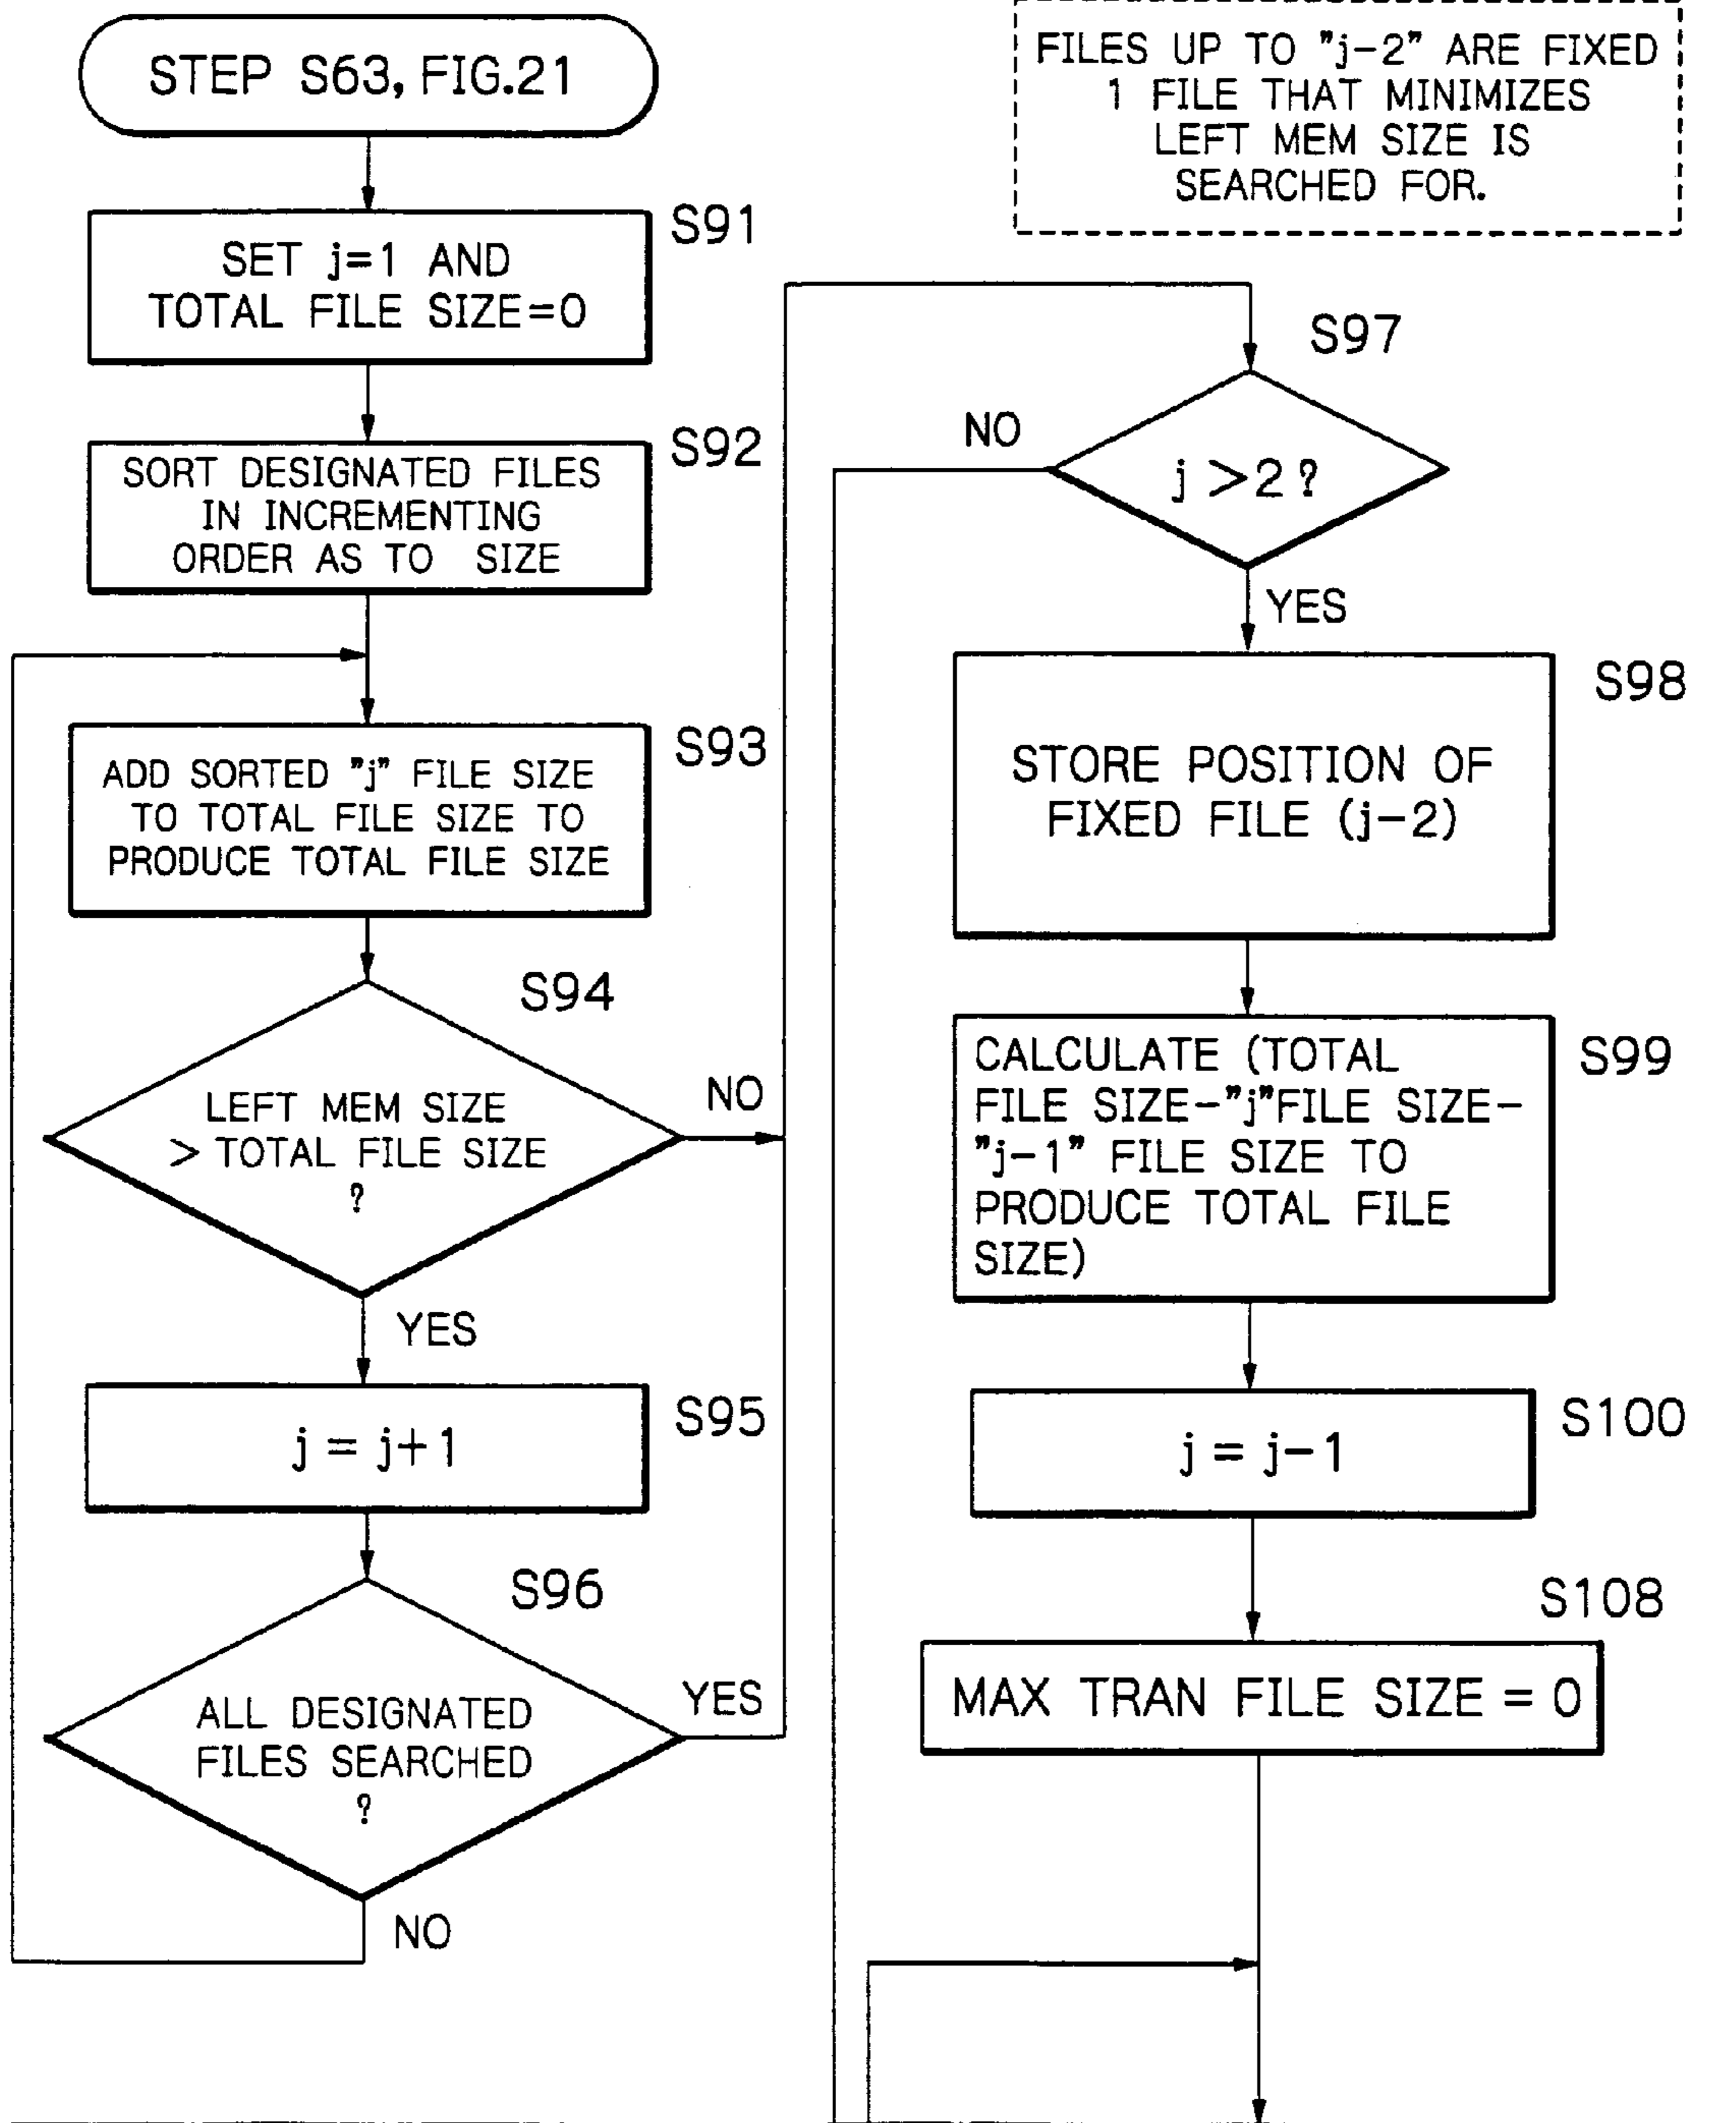 STEP S63, FIG.21
FILES UP TO "j-2" ARE FIXED
1 FILE THAT MINIMIZES
LEFT MEM SIZE IS
SEARCHED FOR.
S91
SET j=1 AND
TOTAL FILE SIZE=0
S92
SORT DESIGNATED FILES
IN INCREMENTING
ORDER AS TO SIZE
S93
ADD SORTED "j" FILE SIZE
TO TOTAL FILE SIZE TO
PRODUCE TOTAL FILE SIZE
S94
LEFT MEM SIZE
> TOTAL FILE SIZE
?
NO
YES
S95
j = j+1
S96
ALL DESIGNATED
FILES SEARCHED
?
YES
NO
S97
j >2 ?
NO
YES
S98
STORE POSITION OF
FIXED FILE (j-2)
S99
CALCULATE (TOTAL
FILE SIZE-"j"FILE SIZE-
"j-1" FILE SIZE TO
PRODUCE TOTAL FILE
SIZE)
S100
j = j-1
S108
MAX TRAN FILE SIZE = 0